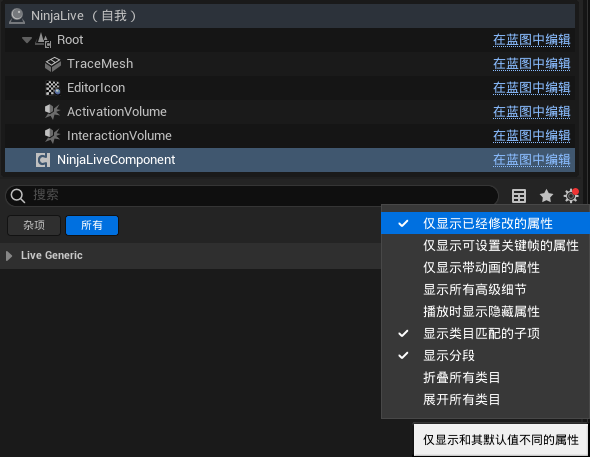 NinjaLive （自我）
Root 在蓝图中编辑
TraceMesh 在蓝图中编辑
EditorIcon 在蓝图中编辑
ActivationVolume 在蓝图中编辑
InteractionVolume 在蓝图中编辑
NinjaLiveComponent 在蓝图中编辑
搜索
杂项 所有
Live Generic
仅显示已经修改的属性
仅显示可设置关键帧的属性
仅显示带动画的属性
显示所有高级细节
播放时显示隐藏属性
显示类目匹配的子项
显示分段
折叠所有类目
展开所有类目
仅显示和其默认值不同的属性